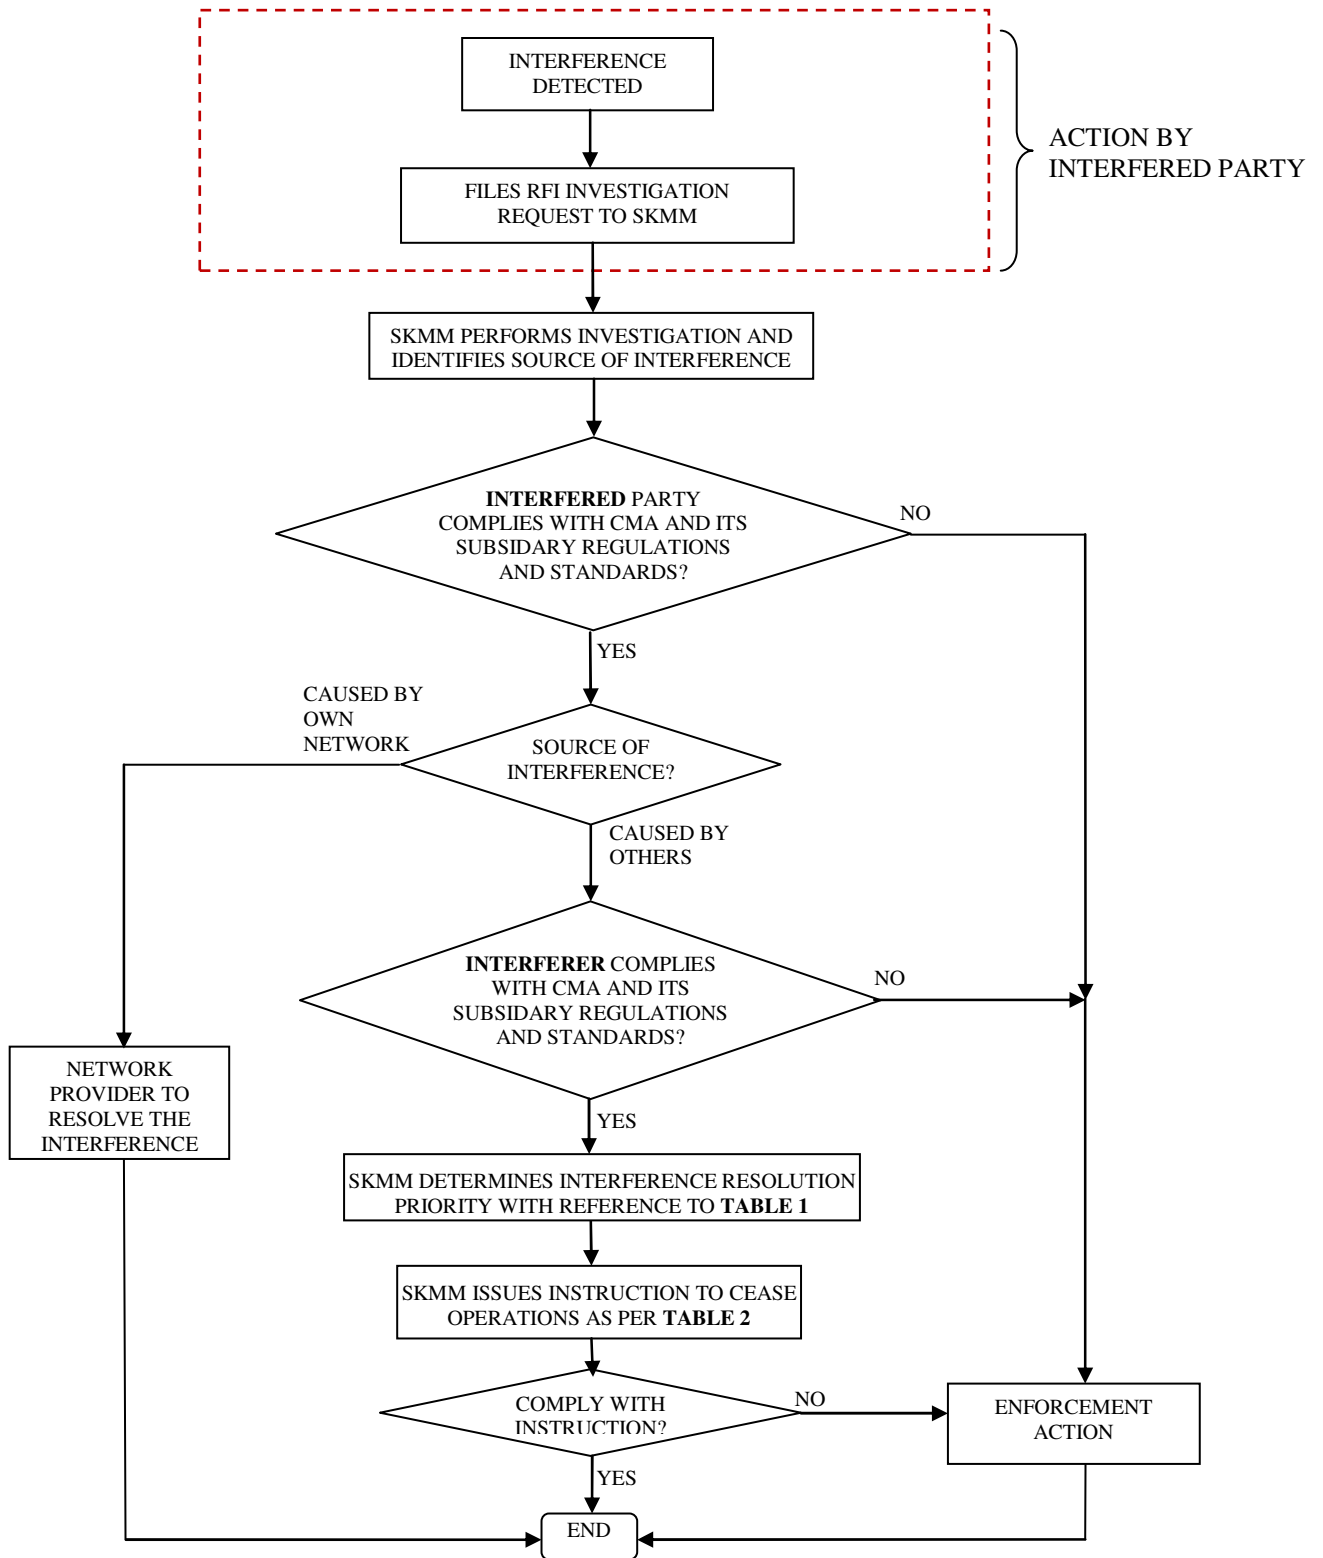 INTERFERENCE
DETECTED
ACTION BY
INTERFERED PARTY
FILES RFI INVESTIGATION
REQUEST TO SKMM
SKMM PERFORMS INVESTIGATION AND
IDENTIFIES SOURCE OF INTERFERENCE
INTERFERED PARTY
COMPLIES WITH CMA AND ITS
SUBSIDARY REGULATIONS
AND STANDARDS?
NO
YES
CAUSED BY
OWN
NETWORK
SOURCE OF
INTERFERENCE?
CAUSED BY
OTHERS
INTERFERER COMPLIES
WITH CMA AND ITS
SUBSIDARY REGULATIONS
AND STANDARDS?
NO
NETWORK
PROVIDER TO
RESOLVE THE
INTERFERENCE
YES
SKMM DETERMINES INTERFERENCE RESOLUTION
PRIORITY WITH REFERENCE TO TABLE 1
SKMM ISSUES INSTRUCTION TO CEASE
OPERATIONS AS PER TABLE 2
COMPLY WITH
INSTRUCTION?
NO
ENFORCEMENT
ACTION
YES
END